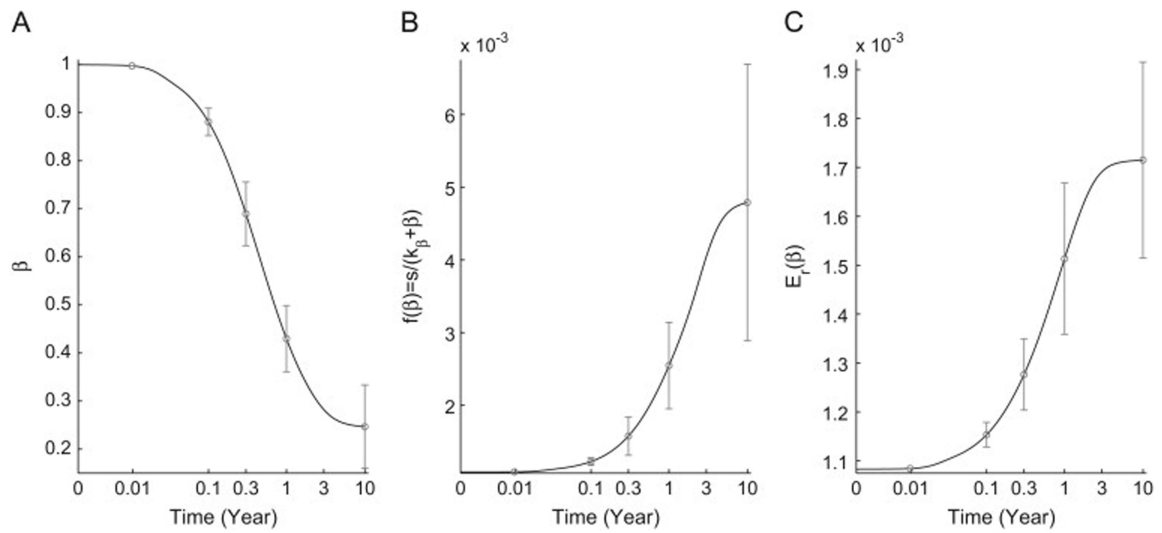 A
B
C
x 10-3
x 10-3
1
0.9
0.8
0.7
0.6
0.5
0.4
0.3
0.2
β
0 0.01 0.1 0.3 1 3 10
Time (Year)
6
5
4
3
2
f(β)=s/(kβ+β)
0 0.01 0.1 0.3 1 3 10
Time (Year)
1.9
1.8
1.7
1.6
1.5
1.4
1.3
1.2
1.1
Er(β)
0 0.01 0.1 0.3 1 3 10
Time (Year)